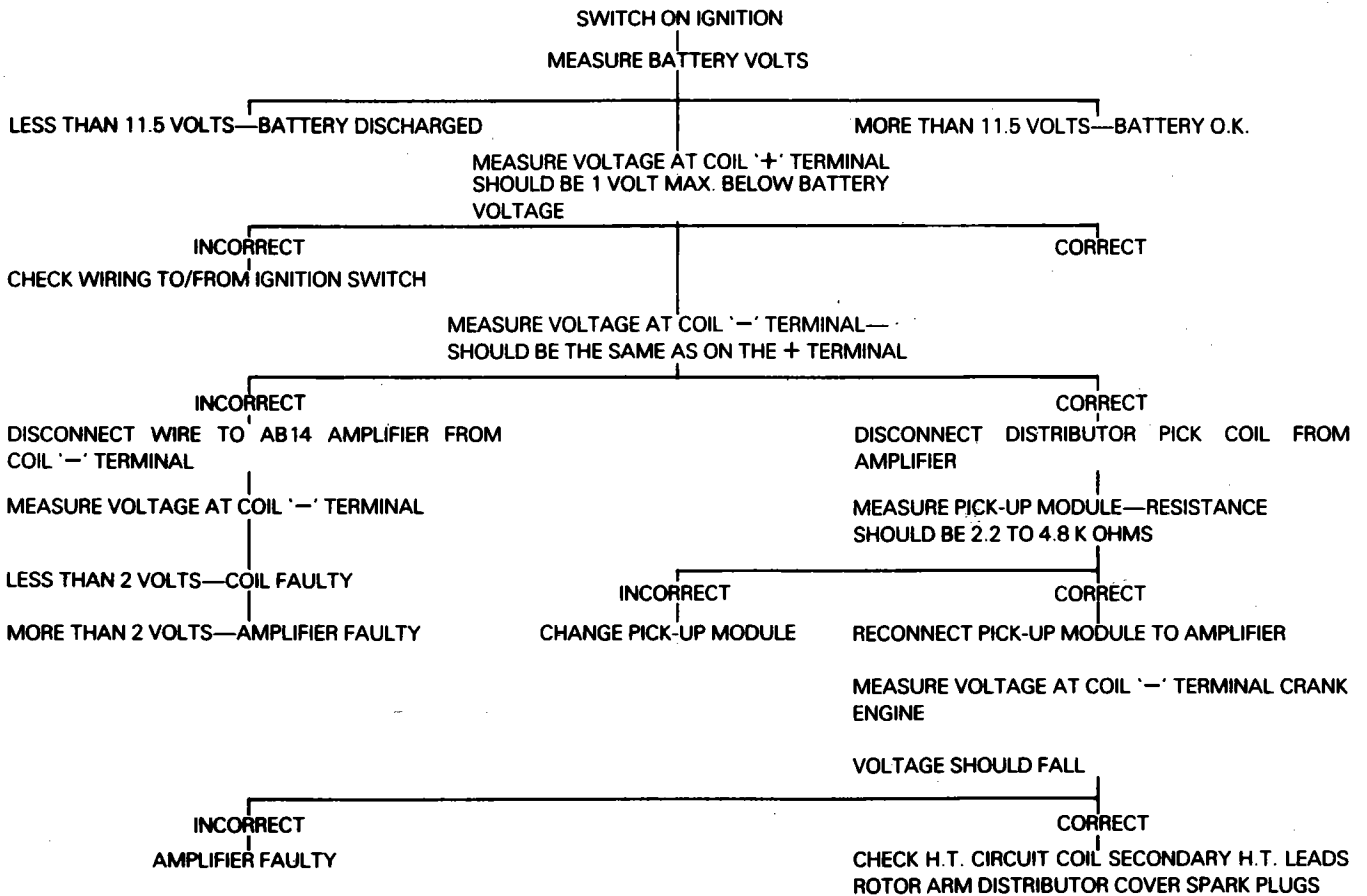 SWITCH ON IGNITION
MEASURE BATTERY VOLTS
LESS THAN 11.5 VOLTS—BATTERY DISCHARGED
MORE THAN 11.5 VOLTS—BATTERY O.K.
MEASURE VOLTAGE AT COIL '+' TERMINAL
SHOULD BE 1 VOLT MAX. BELOW BATTERY
VOLTAGE
INCORRECT
CORRECT
CHECK WIRING TO/FROM IGNITION SWITCH
MEASURE VOLTAGE AT COIL '−' TERMINAL—
SHOULD BE THE SAME AS ON THE + TERMINAL
INCORRECT
CORRECT
DISCONNECT WIRE TO AB14 AMPLIFIER FROM
COIL '−' TERMINAL
DISCONNECT DISTRIBUTOR PICK COIL FROM
AMPLIFIER
MEASURE VOLTAGE AT COIL '−' TERMINAL
MEASURE PICK-UP MODULE—RESISTANCE
SHOULD BE 2.2 TO 4.8 K OHMS
LESS THAN 2 VOLTS—COIL FAULTY
INCORRECT
CORRECT
MORE THAN 2 VOLTS—AMPLIFIER FAULTY
CHANGE PICK-UP MODULE
RECONNECT PICK-UP MODULE TO AMPLIFIER
MEASURE VOLTAGE AT COIL '−' TERMINAL CRANK
ENGINE
VOLTAGE SHOULD FALL
INCORRECT
CORRECT
AMPLIFIER FAULTY
CHECK H.T. CIRCUIT COIL SECONDARY H.T. LEADS
ROTOR ARM DISTRIBUTOR COVER SPARK PLUGS